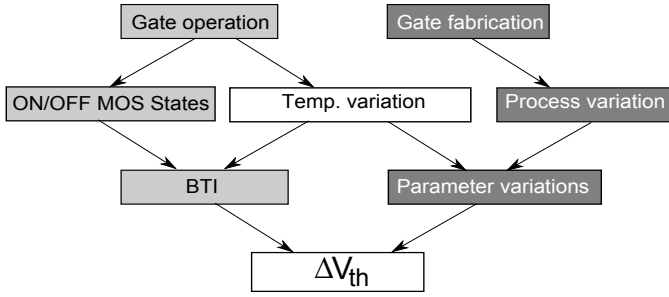 Gate operation
Gate fabrication
ON/OFF MOS States
Temp. variation
Process variation
BTI
Parameter variations
ΔVth